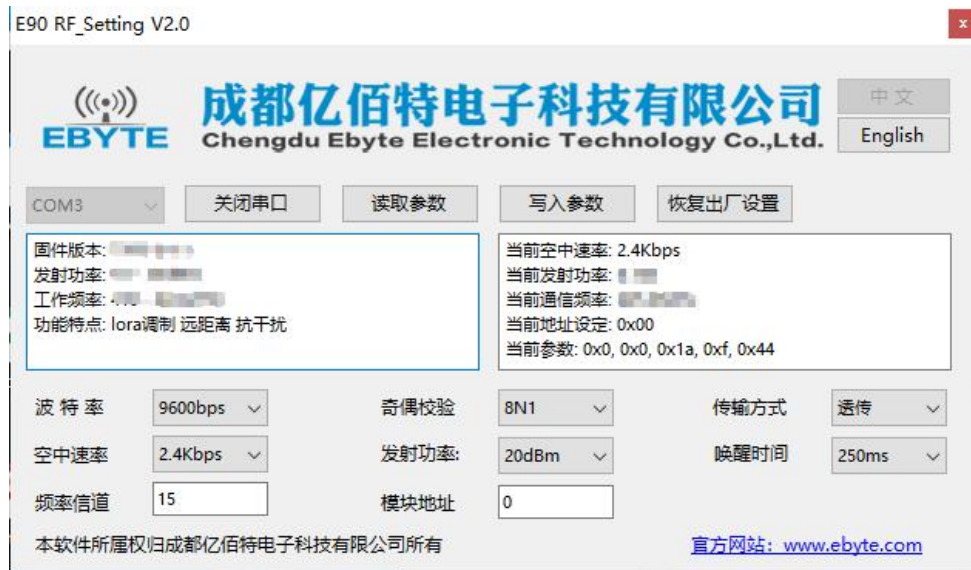 E90 RF_Setting V2.0
x
EBYTE
成都亿佰特电子科技有限公司
Chengdu Ebyte Electronic Technology Co.,Ltd.
中文
English
COM3
关闭串口
读取参数
写入参数
恢复出厂设置
固件版本:
发射功率:
工作频率:
功能特点: lora调制 远距离 抗干扰
当前空中速率: 2.4Kbps
当前发射功率:
当前通信频率:
当前地址设定: 0x00
当前参数: 0x0, 0x0, 0x1a, 0xf, 0x44
波 特 率 9600bps 奇偶校验 8N1 传输方式 透传
空中速率 2.4Kbps 发射功率: 20dBm 唤醒时间 250ms
频率信道 15 模块地址 0
本软件所属权归成都亿佰特电子科技有限公司所有
官方网站：www.ebyte.com